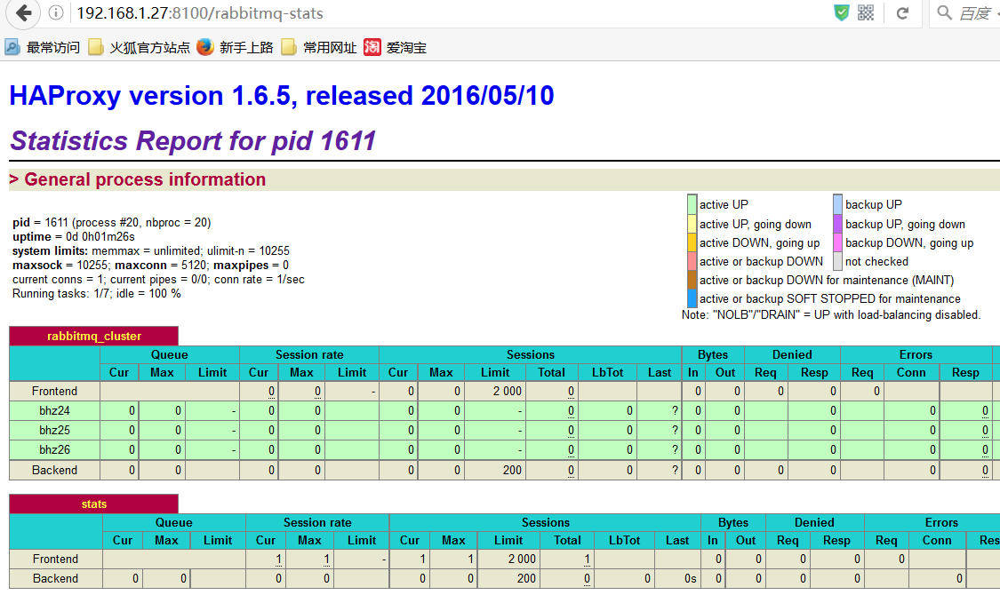 192.168.1.27:8100/rabbitmq-stats
百度
最常访问 火狐官方站点 新手上路 常用网址 淘 爱淘宝
HAProxy version 1.6.5, released 2016/05/10
Statistics Report for pid 1611
> General process information
pid = 1611 (process #20, nbproc = 20)
uptime = 0d 0h01m26s
system limits: memmax = unlimited; ulimit-n = 10255
maxsock = 10255; maxconn = 5120; maxpipes = 0
current conns = 1; current pipes = 0/0; conn rate = 1/sec
Running tasks: 1/7; idle = 100 %
active UP backup UP
active UP, going down backup UP, going down
active DOWN, going up backup DOWN, going up
active or backup DOWN not checked
active or backup DOWN for maintenance (MAINT)
active or backup SOFT STOPPED for maintenance
Note: "NOLB"/"DRAIN" = UP with load-balancing disabled.
rabbitmq_cluster
Queue Session rate Sessions Bytes Denied Errors
Cur Max Limit Cur Max Limit Cur Max Limit Total LbTot Last In Out Req Resp Req Conn Resp
Frontend 0 0 - 0 0 2 000 0 0 0 0 0 0
bhz24 0 0 - 0 0 0 0 - 0 0 ? 0 0 0 0 0
bhz25 0 0 - 0 0 0 0 - 0 0 ? 0 0 0 0 0
bhz26 0 0 - 0 0 0 0 - 0 0 ? 0 0 0 0 0
Backend 0 0 0 0 0 0 200 0 0 ? 0 0 0 0 0 0
stats
Queue Session rate Sessions Bytes Denied Errors
Cur Max Limit Cur Max Limit Cur Max Limit Total LbTot Last In Out Req Resp Req Conn Res
Frontend 1 1 - 1 1 2 000 1 0 0 0 0 0
Backend 0 0 0 0 0 0 200 0 0 0s 0 0 0 0 0